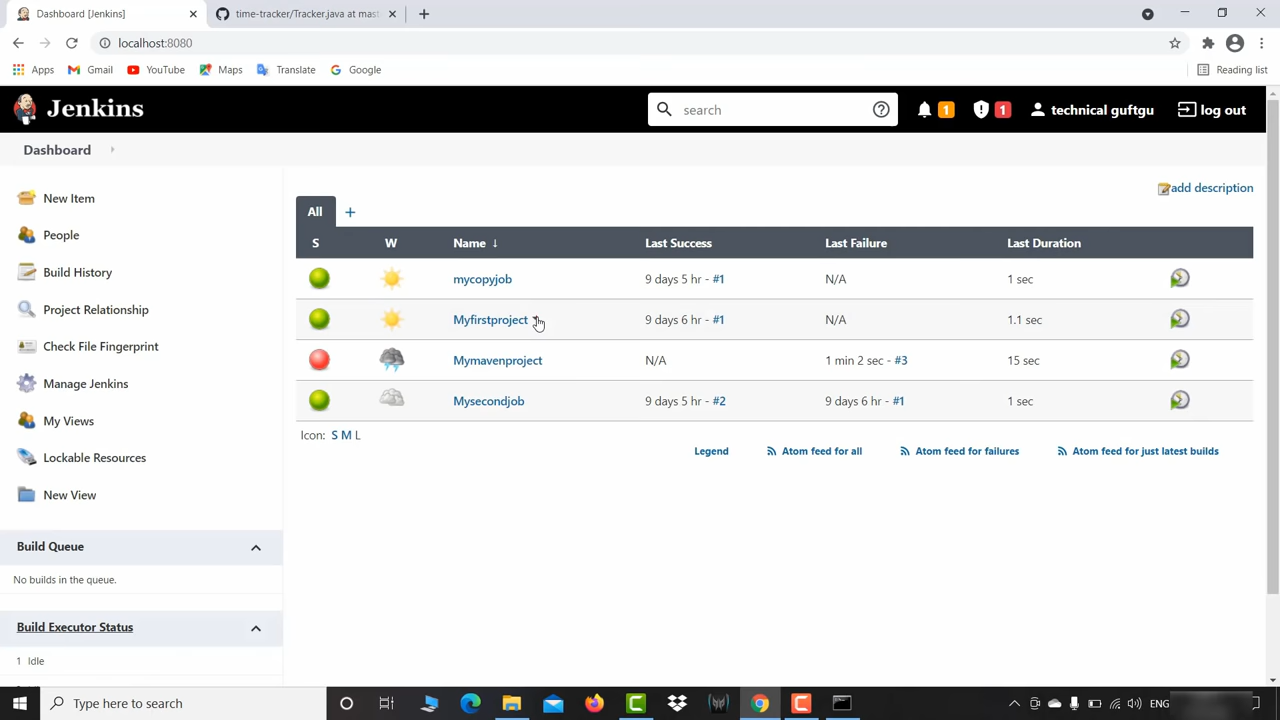 Dashboard [Jenkins]
time-tracker/Tracker.java at mast
localhost:8080
Apps Gmail YouTube Maps Translate Google Reading list
Jenkins search 1 1 technical guftgu log out
Dashboard
add description
New Item
People
Build History
Project Relationship
Check File Fingerprint
Manage Jenkins
My Views
Lockable Resources
New View
Build Queue
No builds in the queue.
Build Executor Status
1 Idle
All +
S W Name ↓ Last Success Last Failure Last Duration
mycopyjob 9 days 5 hr - #1 N/A 1 sec
Myfirstproject 9 days 6 hr - #1 N/A 1.1 sec
Mymavenproject N/A 1 min 2 sec - #3 15 sec
Mysecondjob 9 days 5 hr - #2 9 days 6 hr - #1 1 sec
Icon: S M L
Legend Atom feed for all Atom feed for failures Atom feed for just latest builds
Type here to search ENG